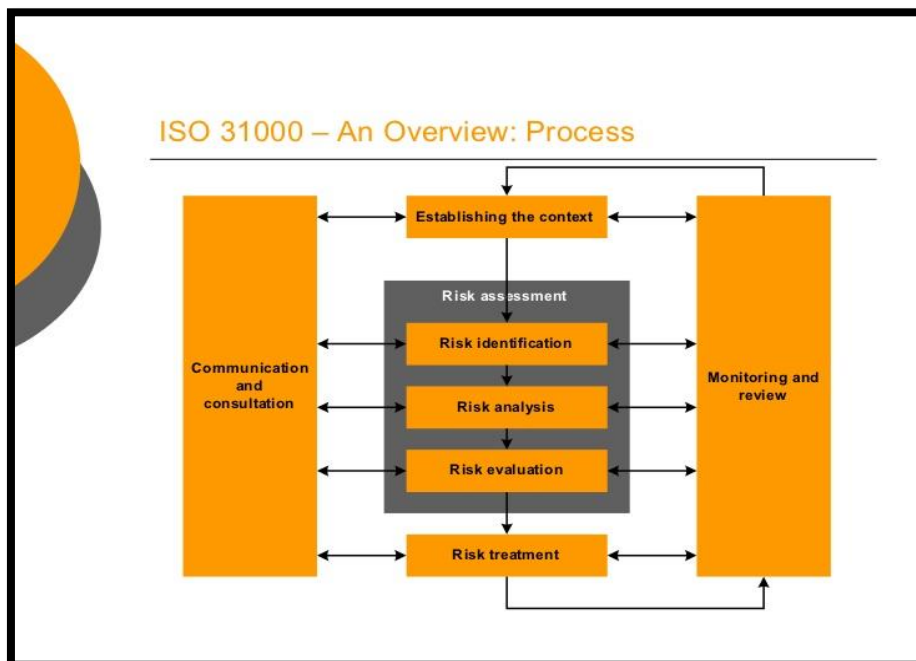 ISO 31000 – An Overview: Process
Establishing the context
Risk assessment
Risk identification
Communication
and
consultation
Risk analysis
Monitoring and
review
Risk evaluation
Risk treatment